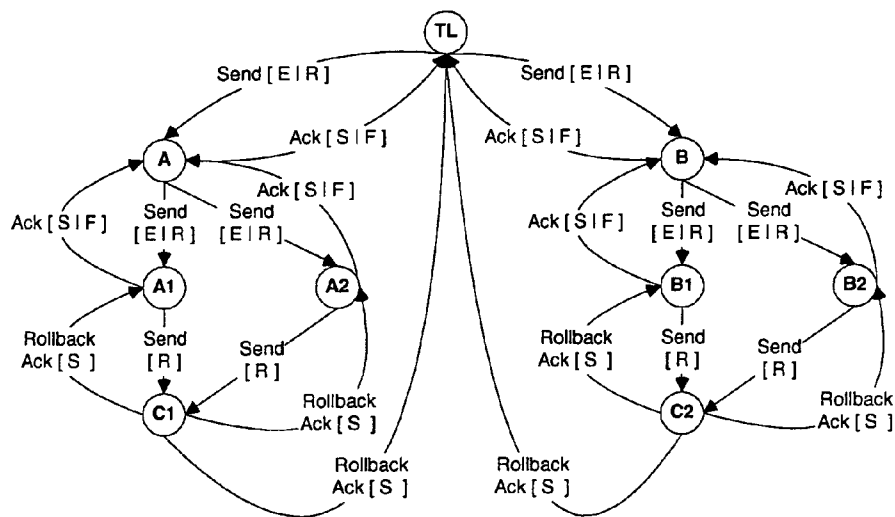 TL
Send [ E | R ]
Send [ E | R ]
Ack [ S | F ]
Ack [ S | F ]
A
B
Ack [ S | F ]
Ack [ S | F ]
Ack [ S | F ]
Send
[ E | R ]
Send
[ E | R ]
Ack [ S | F ]
Send
[ E | R ]
Send
[ E | R ]
A1
A2
B1
B2
Rollback
Ack [ S ]
Send
[ R ]
Send
[ R ]
Rollback
Ack [ S ]
Send
[ R ]
Send
[ R ]
C1
Rollback
Ack [ S ]
C2
Rollback
Ack [ S ]
Rollback
Ack [ S ]
Rollback
Ack [ S ]